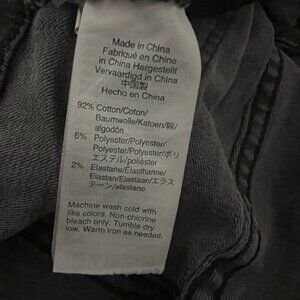 Made in China
Fabriqué en Chine
in China Hergestellt
Vervaardigd in China
中国製
Hecho en China
92% Cotton/Coton/
Baumwolle/Katoen/綿/
algodón
6% Polyester/Polyester/
Polyester/Polyester/ポリ
エステル/poliéster
2% Elastane/Elasthanne/
Elastan/Elastaan/エラス
テーン/elastano
Machine wash cold with
like colors. Non-chlorine
bleach only. Tumble dry
low. Warm iron as needed.